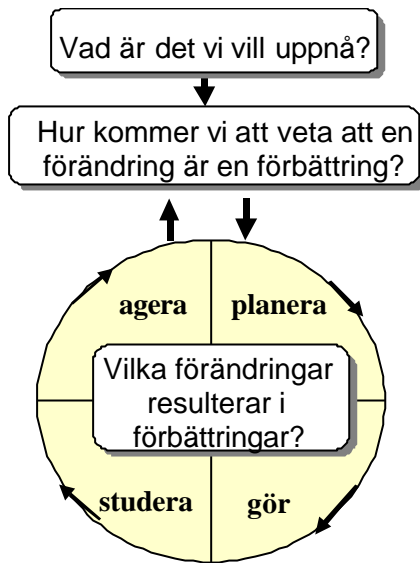 Vad är det vi vill uppnå?
Hur kommer vi att veta att en
förändring är en förbättring?
agera
planera
Vilka förändringar
resulterar i
förbättringar?
studera
gör